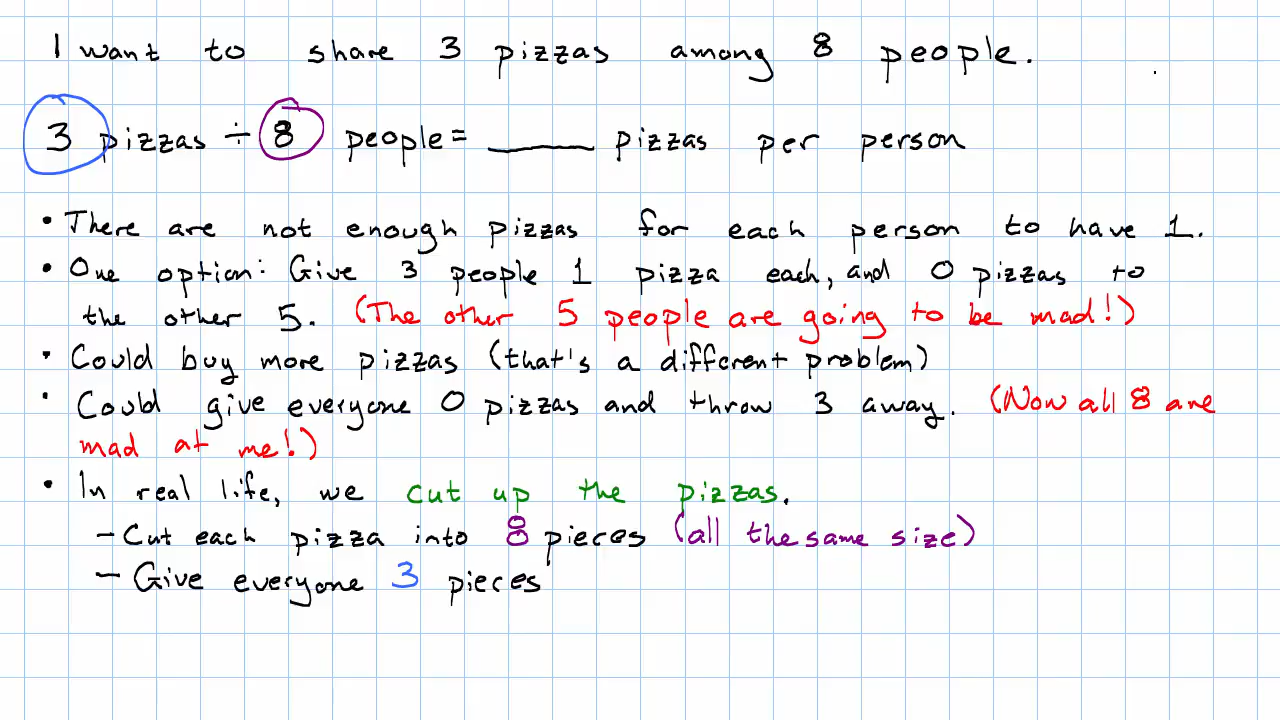 I want to share 3 pizzas among 8 people.
3 pizzas ÷ 8 people = ____ pizzas per person
• There are not enough pizzas for each person to have 1.
• One option: Give 3 people 1 pizza each, and 0 pizzas to
the other 5. (The other 5 people are going to be mad!)
• Could buy more pizzas (that's a different problem)
• Could give everyone 0 pizzas and throw 3 away. (Now all 8 are
mad at me!)
• In real life, we cut up the pizzas.
- Cut each pizza into 8 pieces (all the same size)
- Give everyone 3 pieces